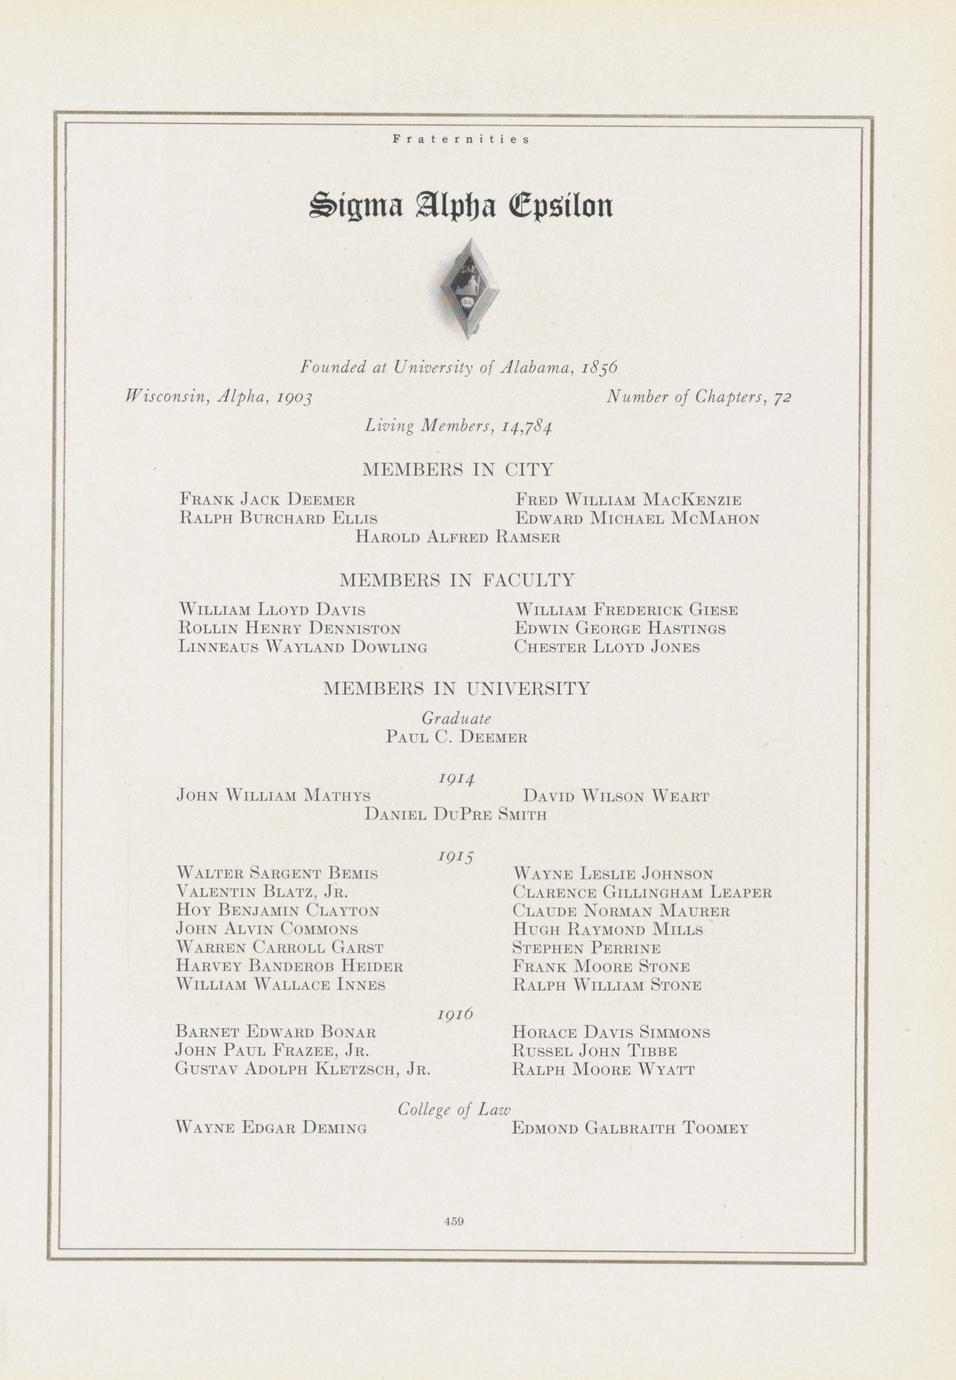 Fraternities
Sigma Alpha Epsilon
ΣΑΕ
ΦΑ
Founded at University of Alabama, 1856
Wisconsin, Alpha, 1903 Number of Chapters, 72
Living Members, 14,784
MEMBERS IN CITY
Frank Jack Deemer Fred William MacKenzie
Ralph Burchard Ellis Edward Michael McMahon
Harold Alfred Ramser
MEMBERS IN FACULTY
William Lloyd Davis William Frederick Giese
Rollin Henry Denniston Edwin George Hastings
Linneaus Wayland Dowling Chester Lloyd Jones
MEMBERS IN UNIVERSITY
Graduate
Paul C. Deemer
1914
John William Mathys David Wilson Weart
Daniel DuPre Smith
1915
Walter Sargent Bemis Wayne Leslie Johnson
Valentin Blatz, Jr. Clarence Gillingham Leaper
Hoy Benjamin Clayton Claude Norman Maurer
John Alvin Commons Hugh Raymond Mills
Warren Carroll Garst Stephen Perrine
Harvey Banderob Heider Frank Moore Stone
William Wallace Innes Ralph William Stone
1916
Barnet Edward Bonar Horace Davis Simmons
John Paul Frazee, Jr. Russel John Tibbe
Gustav Adolph Kletzsch, Jr. Ralph Moore Wyatt
College of Law
Wayne Edgar Deming Edmond Galbraith Toomey
459